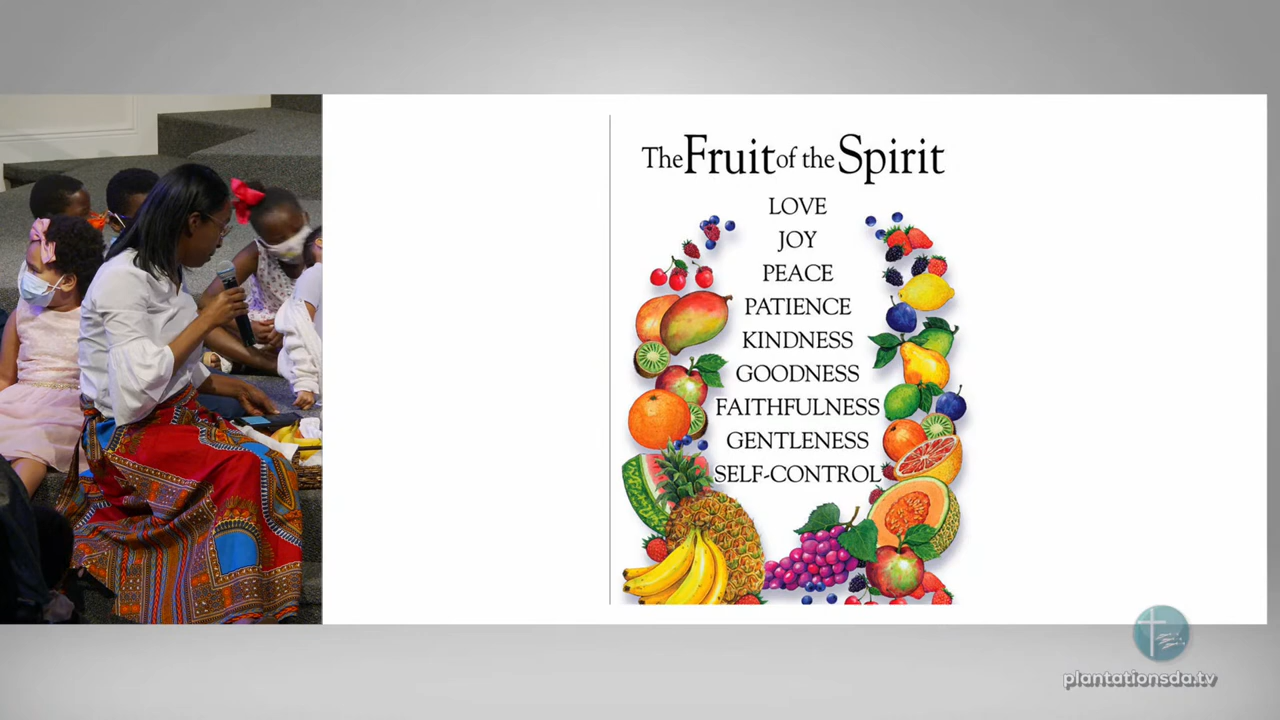 The Fruit of the Spirit
LOVE
JOY
PEACE
PATIENCE
KINDNESS
GOODNESS
FAITHFULNESS
GENTLENESS
SELF-CONTROL
plantationsda.tv